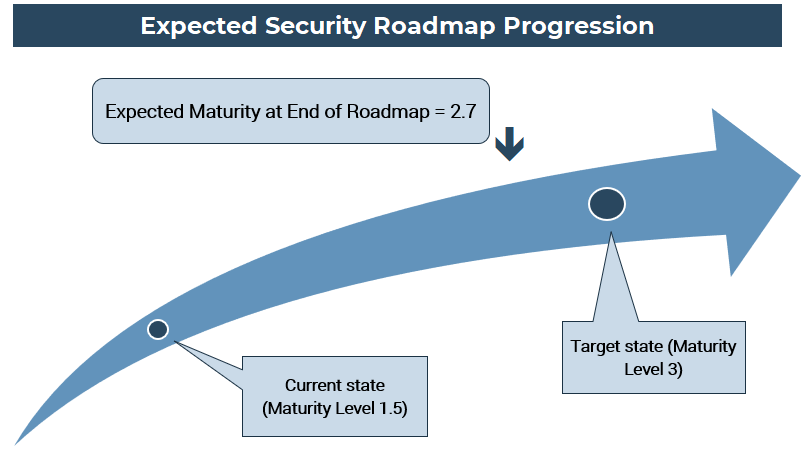 Expected Security Roadmap Progression
Expected Maturity at End of Roadmap = 2.7
Target state (Maturity
Level 3)
Current state
(Maturity Level 1.5)